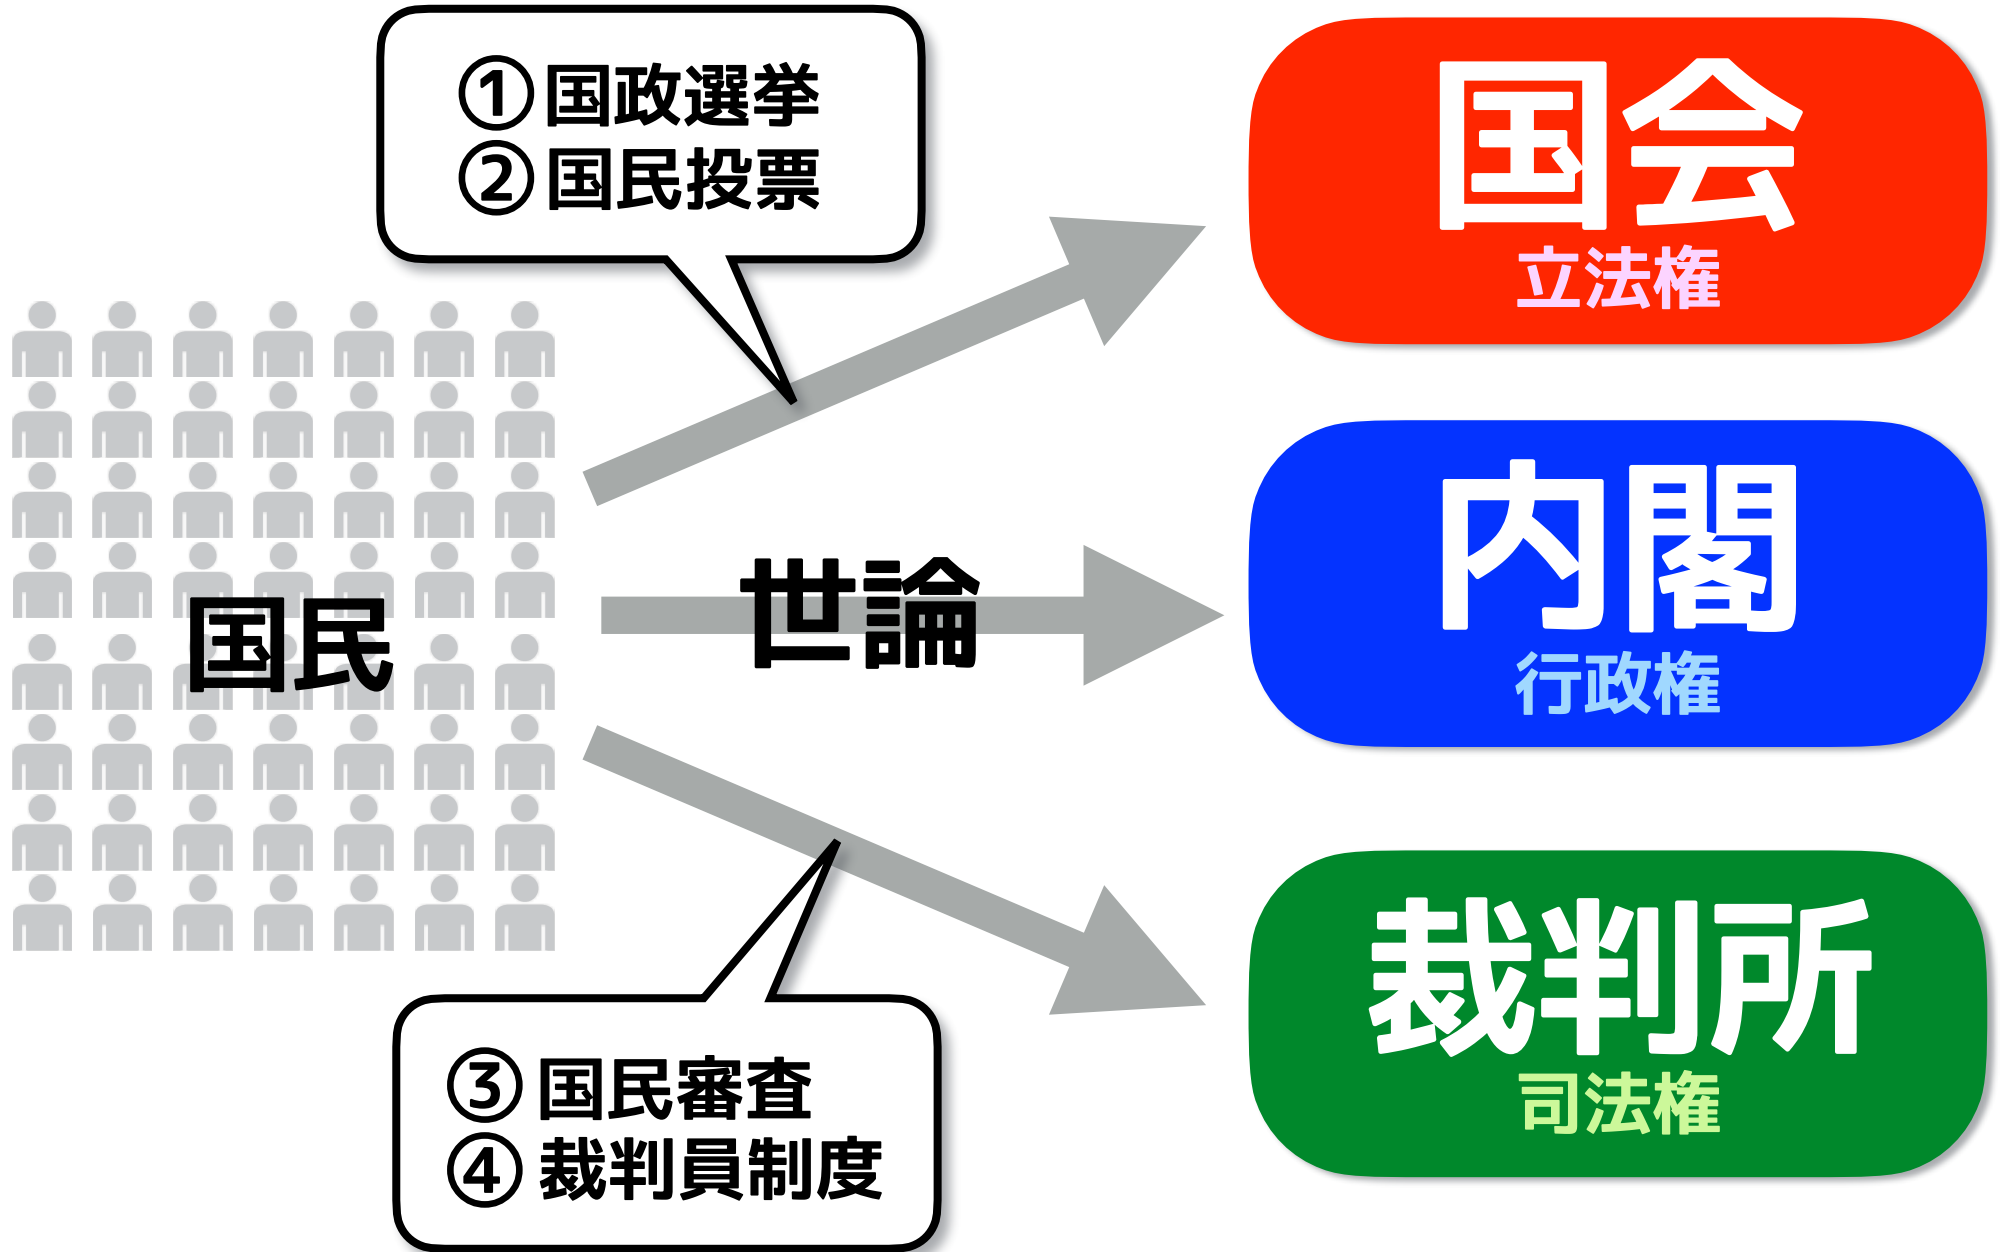 ①国政選挙
②国民投票
国会
立法権
国民
世論
内閣
行政権
③国民審査
④裁判員制度
裁判所
司法権